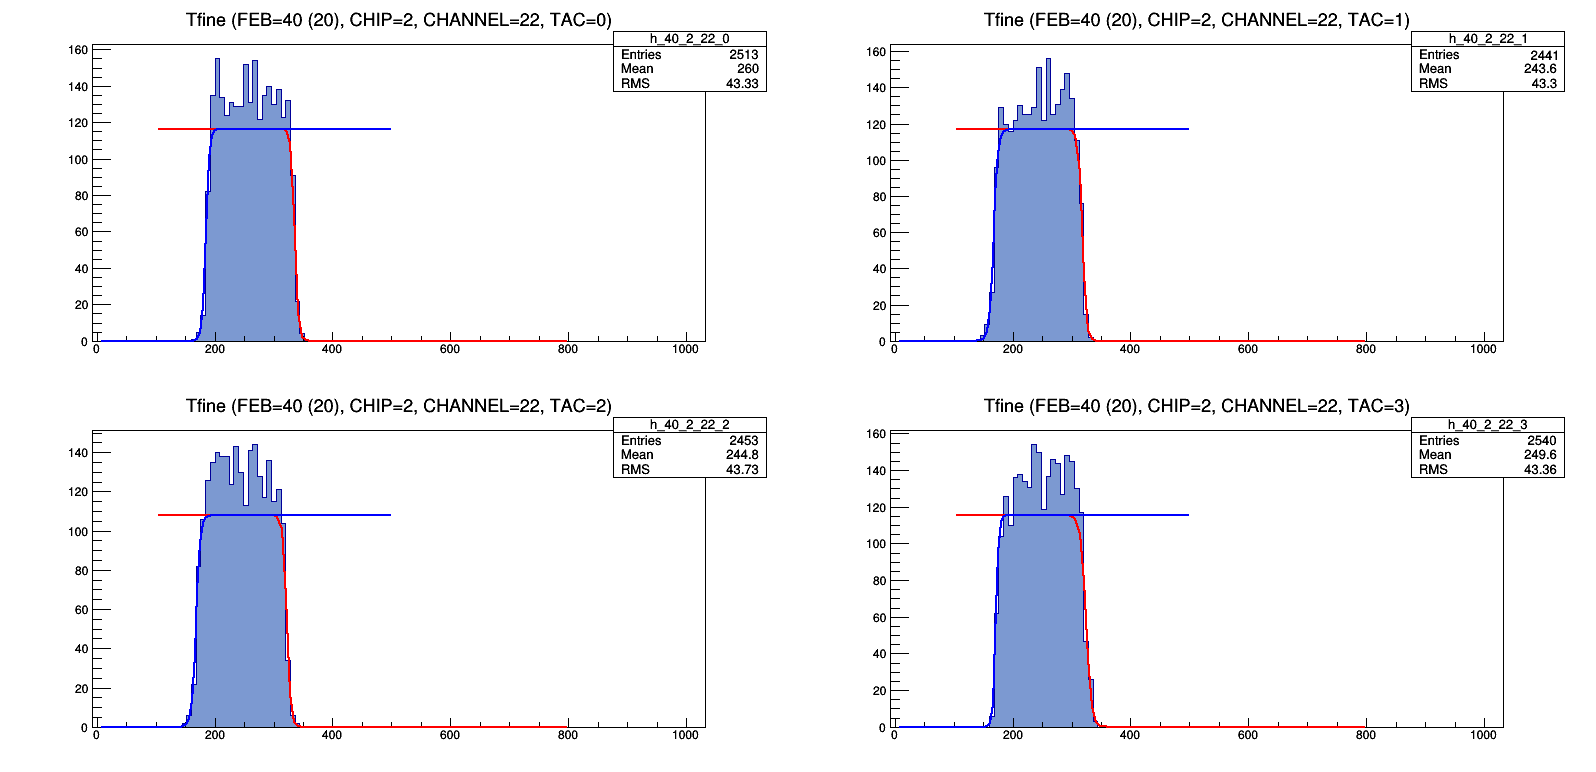 Tfine (FEB=40 (20), CHIP=2, CHANNEL=22, TAC=0)
h_40_2_22_0
Entries 2513
Mean 260
RMS 43.33
160
140
120
100
80
60
40
20
0
0 200 400 600 800 1000
Tfine (FEB=40 (20), CHIP=2, CHANNEL=22, TAC=1)
h_40_2_22_1
Entries 2441
Mean 243.6
RMS 43.3
160
140
120
100
80
60
40
20
0
0 200 400 600 800 1000
Tfine (FEB=40 (20), CHIP=2, CHANNEL=22, TAC=2)
h_40_2_22_2
Entries 2453
Mean 244.8
RMS 43.73
140
120
100
80
60
40
20
0
0 200 400 600 800 1000
Tfine (FEB=40 (20), CHIP=2, CHANNEL=22, TAC=3)
h_40_2_22_3
Entries 2540
Mean 249.6
RMS 43.36
160
140
120
100
80
60
40
20
0
0 200 400 600 800 1000